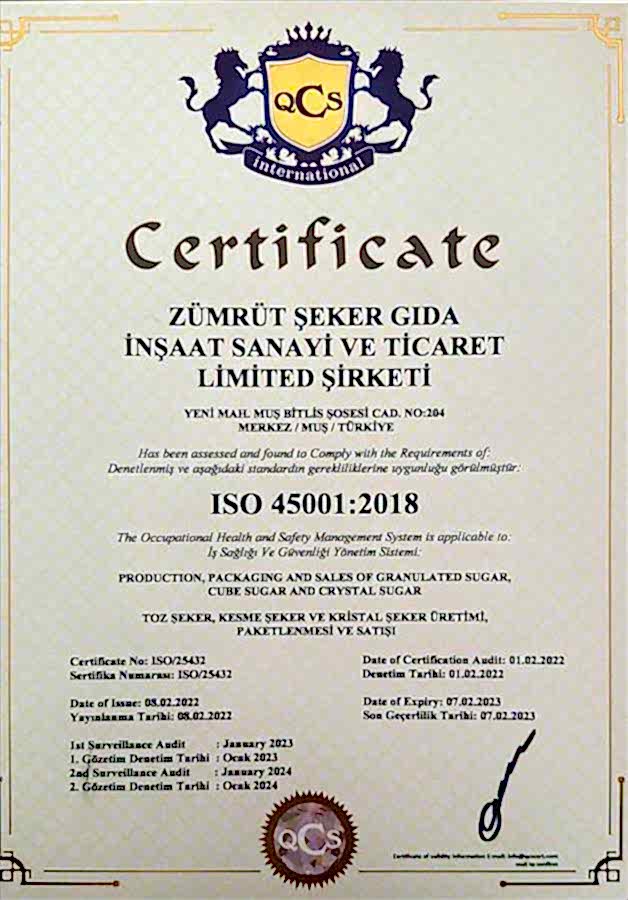 QCS
international
Certificate
ZÜMRÜT ŞEKER GIDA
İNŞAAT SANAYİ VE TİCARET
LİMİTED ŞİRKETİ
YENİ MAH. MUŞ BİTLİS ŞOSESİ CAD. NO:204
MERKEZ / MUŞ / TÜRKİYE
Has been assessed and found to Comply with the Requirements of:
Denetlenmiş ve aşağıdaki standardın gerekliliklerine uygunluğu görülmüştür:
ISO 45001:2018
The Occupational Health and Safety Management System is applicable to:
İş Sağlığı Ve Güvenliği Yönetim Sistemi:
PRODUCTION, PACKAGING AND SALES OF GRANULATED SUGAR,
CUBE SUGAR AND CRYSTAL SUGAR
TOZ ŞEKER, KESME ŞEKER VE KRİSTAL ŞEKER ÜRETİMİ,
PAKETLENMESİ VE SATIŞI
Certificate No: ISO/25432
Sertifika Numarası: ISO/25432
Date of Certification Audit: 01.02.2022
Denetim Tarihi: 01.02.2022
Date of Issue: 08.02.2022
Yayınlanma Tarihi: 08.02.2022
Date of Expiry: 07.02.2023
Son Geçerlilik Tarihi: 07.02.2023
1st Surveillance Audit : January 2023
1. Gözetim Denetim Tarihi : Ocak 2023
2nd Surveillance Audit : January 2024
2. Gözetim Denetim Tarihi : Ocak 2024
QCS
Certificate of validity information E-mail: